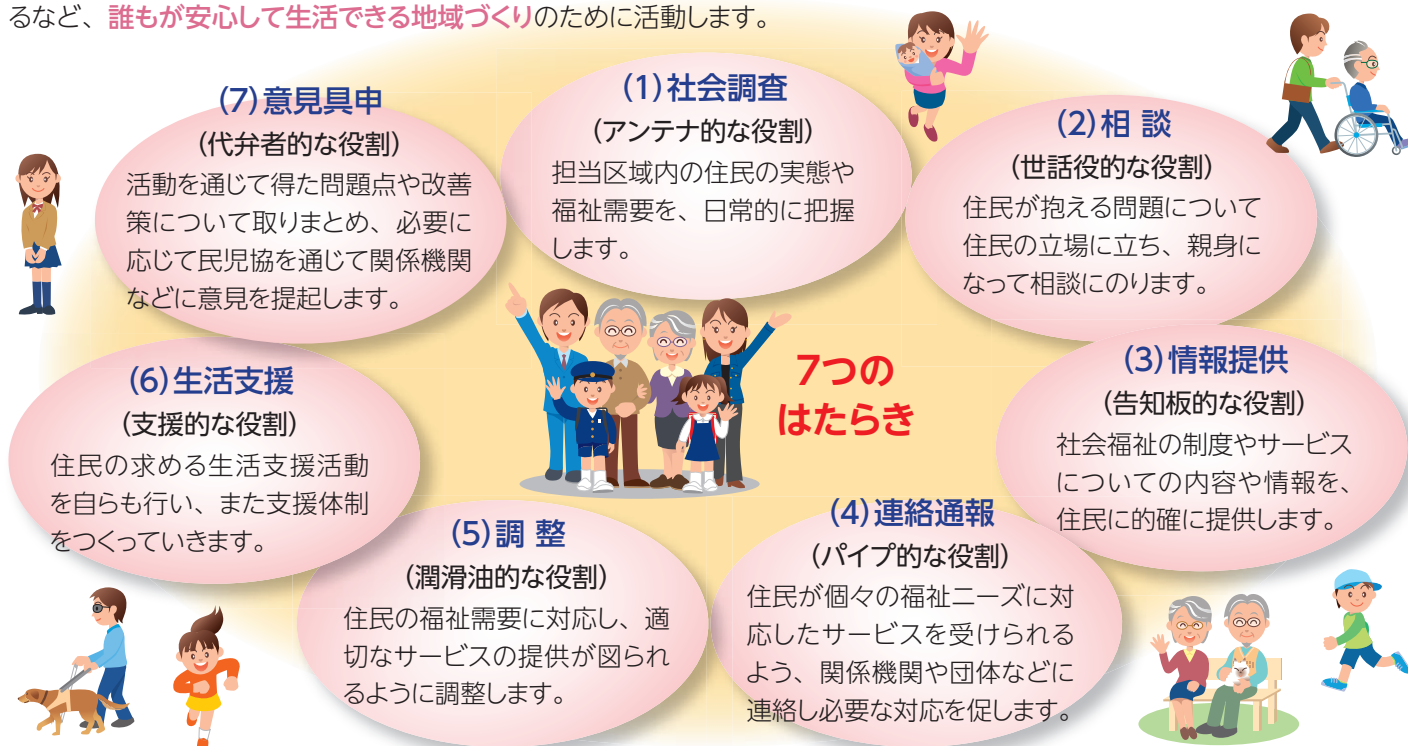 るなど、誰もが安心して生活できる地域づくりのために活動します。
(1)社会調査
(アンテナ的な役割)
担当区域内の住民の実態や
福祉需要を、日常的に把握
します。
(2)相 談
(世話役的な役割)
住民が抱える問題について
住民の立場に立ち、親身に
なって相談にのります。
(3)情報提供
(告知板的な役割)
社会福祉の制度やサービス
についての内容や情報を、
住民に的確に提供します。
(4)連絡通報
(パイプ的な役割)
住民が個々の福祉ニーズに対
応したサービスを受けられる
よう、関係機関や団体などに
連絡し必要な対応を促します。
(5)調 整
(潤滑油的な役割)
住民の福祉需要に対応し、適
切なサービスの提供が図られ
るように調整します。
(6)生活支援
(支援的な役割)
住民の求める生活支援活動
を自らも行い、また支援体制
をつくっていきます。
(7)意見具申
(代弁者的な役割)
活動を通じて得た問題点や改善
策について取りまとめ、必要に
応じて民児協を通じて関係機関
などに意見を提起します。
7つの
はたらき